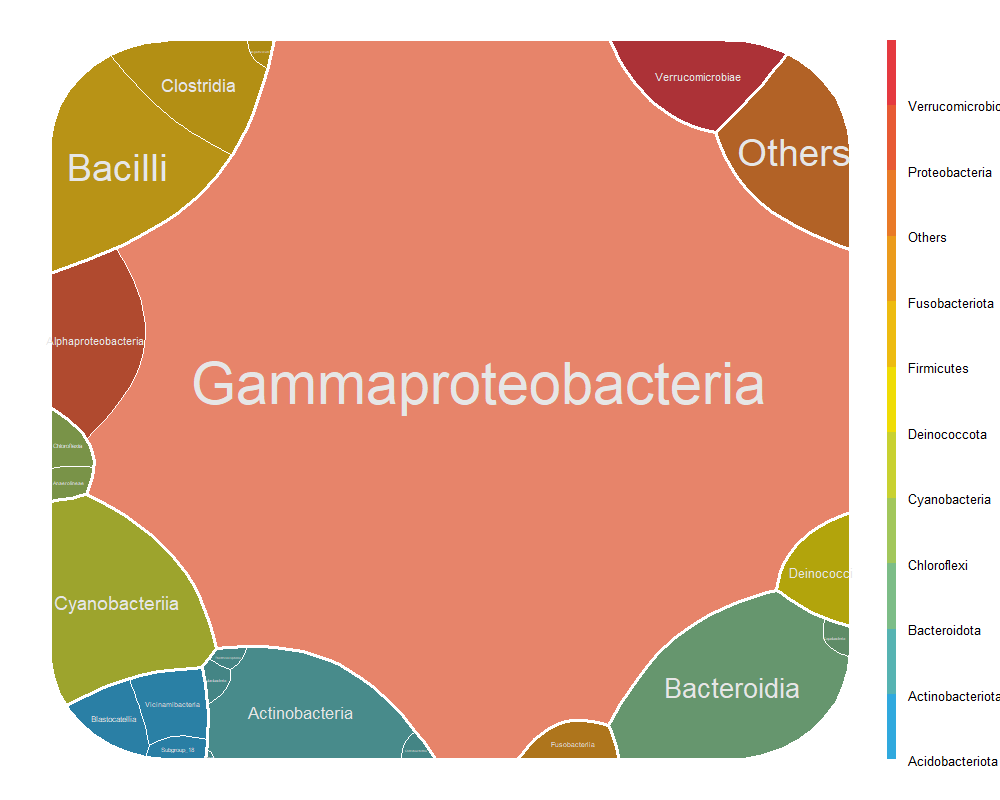 Clostridia
Bacilli
Verrucomicrobiae
Others
Alphaproteobacteria
Gammaproteobacteria
Chloroflexia
Cyanobacteriia
Deinococc
Bacteroidia
Vicinamibacteria
Blastocatellia
Subgroup_18
Actinobacteria
Fusobacteriia
Verrucomicrobio
Proteobacteria
Others
Fusobacteriota
Firmicutes
Deinococcota
Cyanobacteria
Chloroflexi
Bacteroidota
Actinobacteriota
Acidobacteriota